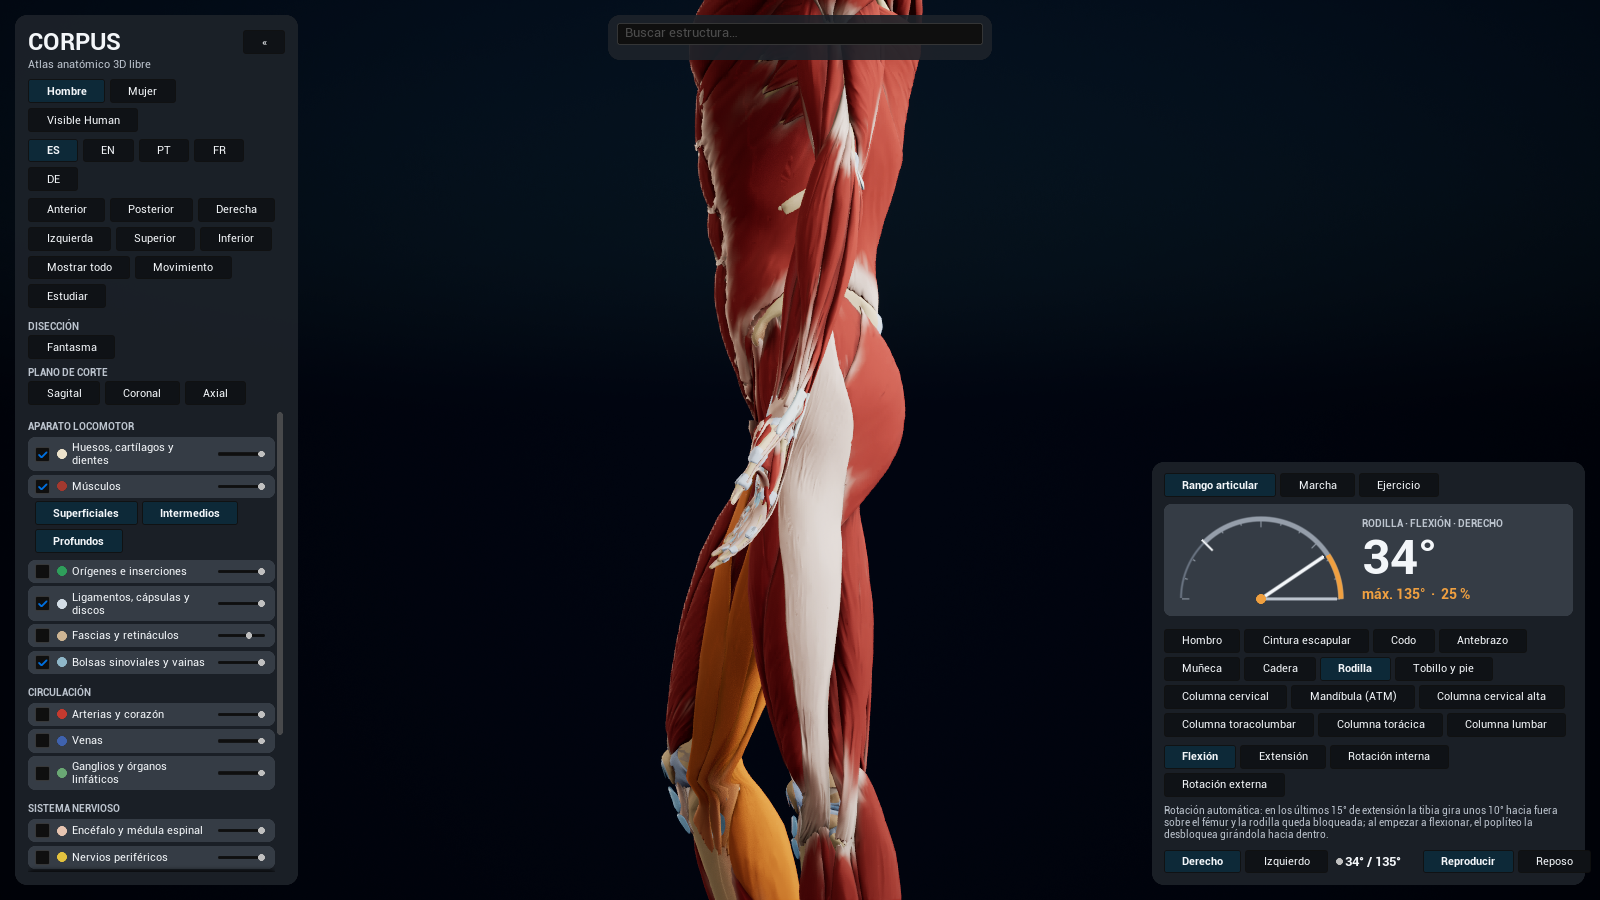 CORPUS
«
Atlas anatómico 3D libre
Hombre
Mujer
Visible Human
ES
EN
PT
FR
DE
Anterior
Posterior
Derecha
Izquierda
Superior
Inferior
Mostrar todo
Movimiento
Estudiar
DISECCIÓN
Fantasma
PLANO DE CORTE
Sagital
Coronal
Axial
APARATO LOCOMOTOR
Huesos, cartílagos y
dientes
Músculos
Superficiales
Intermedios
Profundos
Orígenes e inserciones
Ligamentos, cápsulas y
discos
Fascias y retináculos
Bolsas sinoviales y vainas
CIRCULACIÓN
Arterias y corazón
Venas
Ganglios y órganos
linfáticos
SISTEMA NERVIOSO
Encéfalo y médula espinal
Nervios periféricos
Buscar estructura...
Rango articular
Marcha
Ejercicio
RODILLA · FLEXIÓN · DERECHO
34°
máx. 135° · 25 %
Hombro
Cintura escapular
Codo
Antebrazo
Muñeca
Cadera
Rodilla
Tobillo y pie
Columna cervical
Mandíbula (ATM)
Columna cervical alta
Columna toracolumbar
Columna torácica
Columna lumbar
Flexión
Extensión
Rotación interna
Rotación externa
Rotación automática: en los últimos 15° de extensión la tibia gira unos 10° hacia fuera
sobre el fémur y la rodilla queda bloqueada; al empezar a flexionar, el poplíteo la
desbloquea girándola hacia dentro.
Derecho
Izquierdo
34° / 135°
Reproducir
Reposo